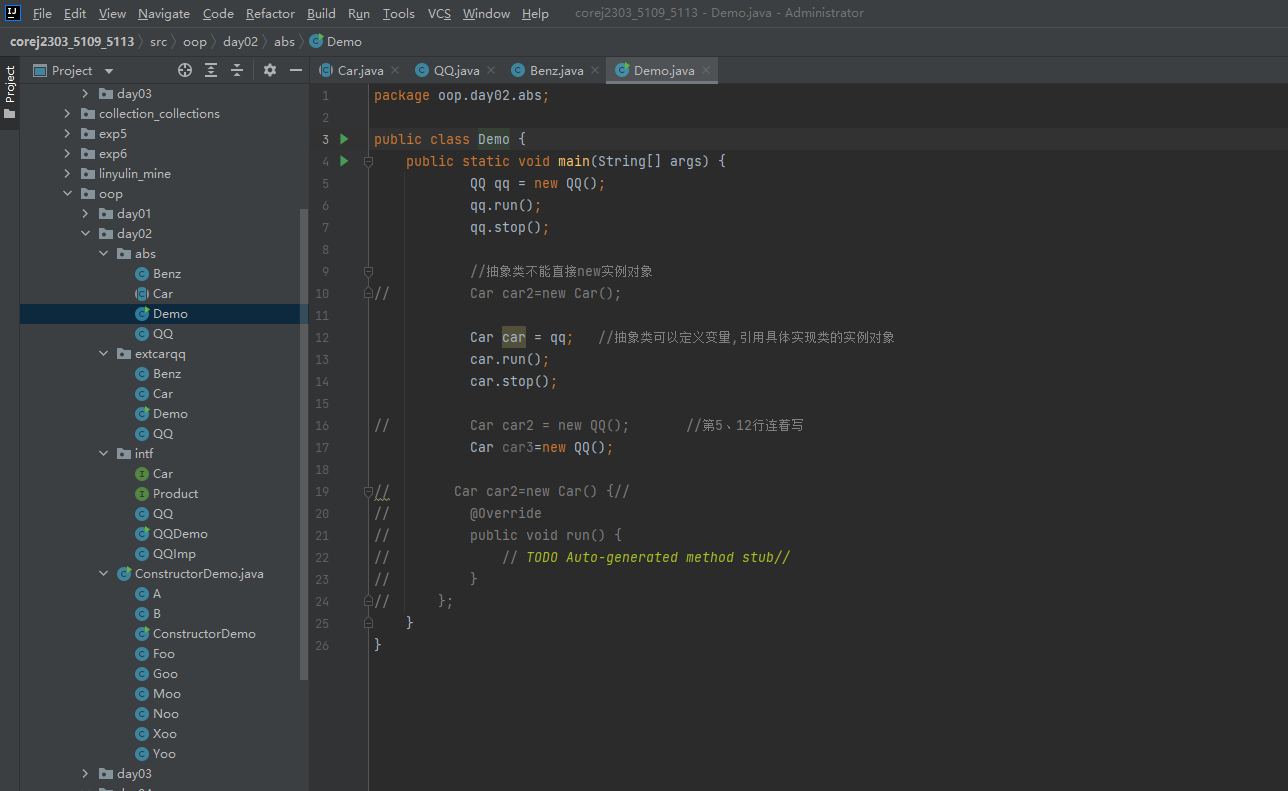 File Edit View Navigate Code Refactor Build Run Tools VCS Window Help corej2303_5109_5113 - Demo.java - Administrator
corej2303_5109_5113 src oop day02 abs Demo
Project
Project
Car.java QQ.java Benz.java Demo.java
day03
collection_collections
exp5
exp6
linyulin_mine
oop
day01
day02
abs
Benz
Car
Demo
QQ
extcarqq
Benz
Car
Demo
QQ
intf
Car
Product
QQ
QQDemo
QQImp
ConstructorDemo.java
A
B
ConstructorDemo
Foo
Goo
Moo
Noo
Xoo
Yoo
day03
1 package oop.day02.abs;
2
3 public class Demo {
4 public static void main(String[] args) {
5 QQ qq = new QQ();
6 qq.run();
7 qq.stop();
8
9 //抽象类不能直接new实例对象
10 // Car car2=new Car();
11
12 Car car = qq; //抽象类可以定义变量,引用具体实现类的实例对象
13 car.run();
14 car.stop();
15
16 // Car car2 = new QQ(); //第5、12行连着写
17 Car car3=new QQ();
18
19 // Car car2=new Car() {//
20 // @Override
21 // public void run() {
22 // // TODO Auto-generated method stub//
23 // }
24 // };
25 }
26 }